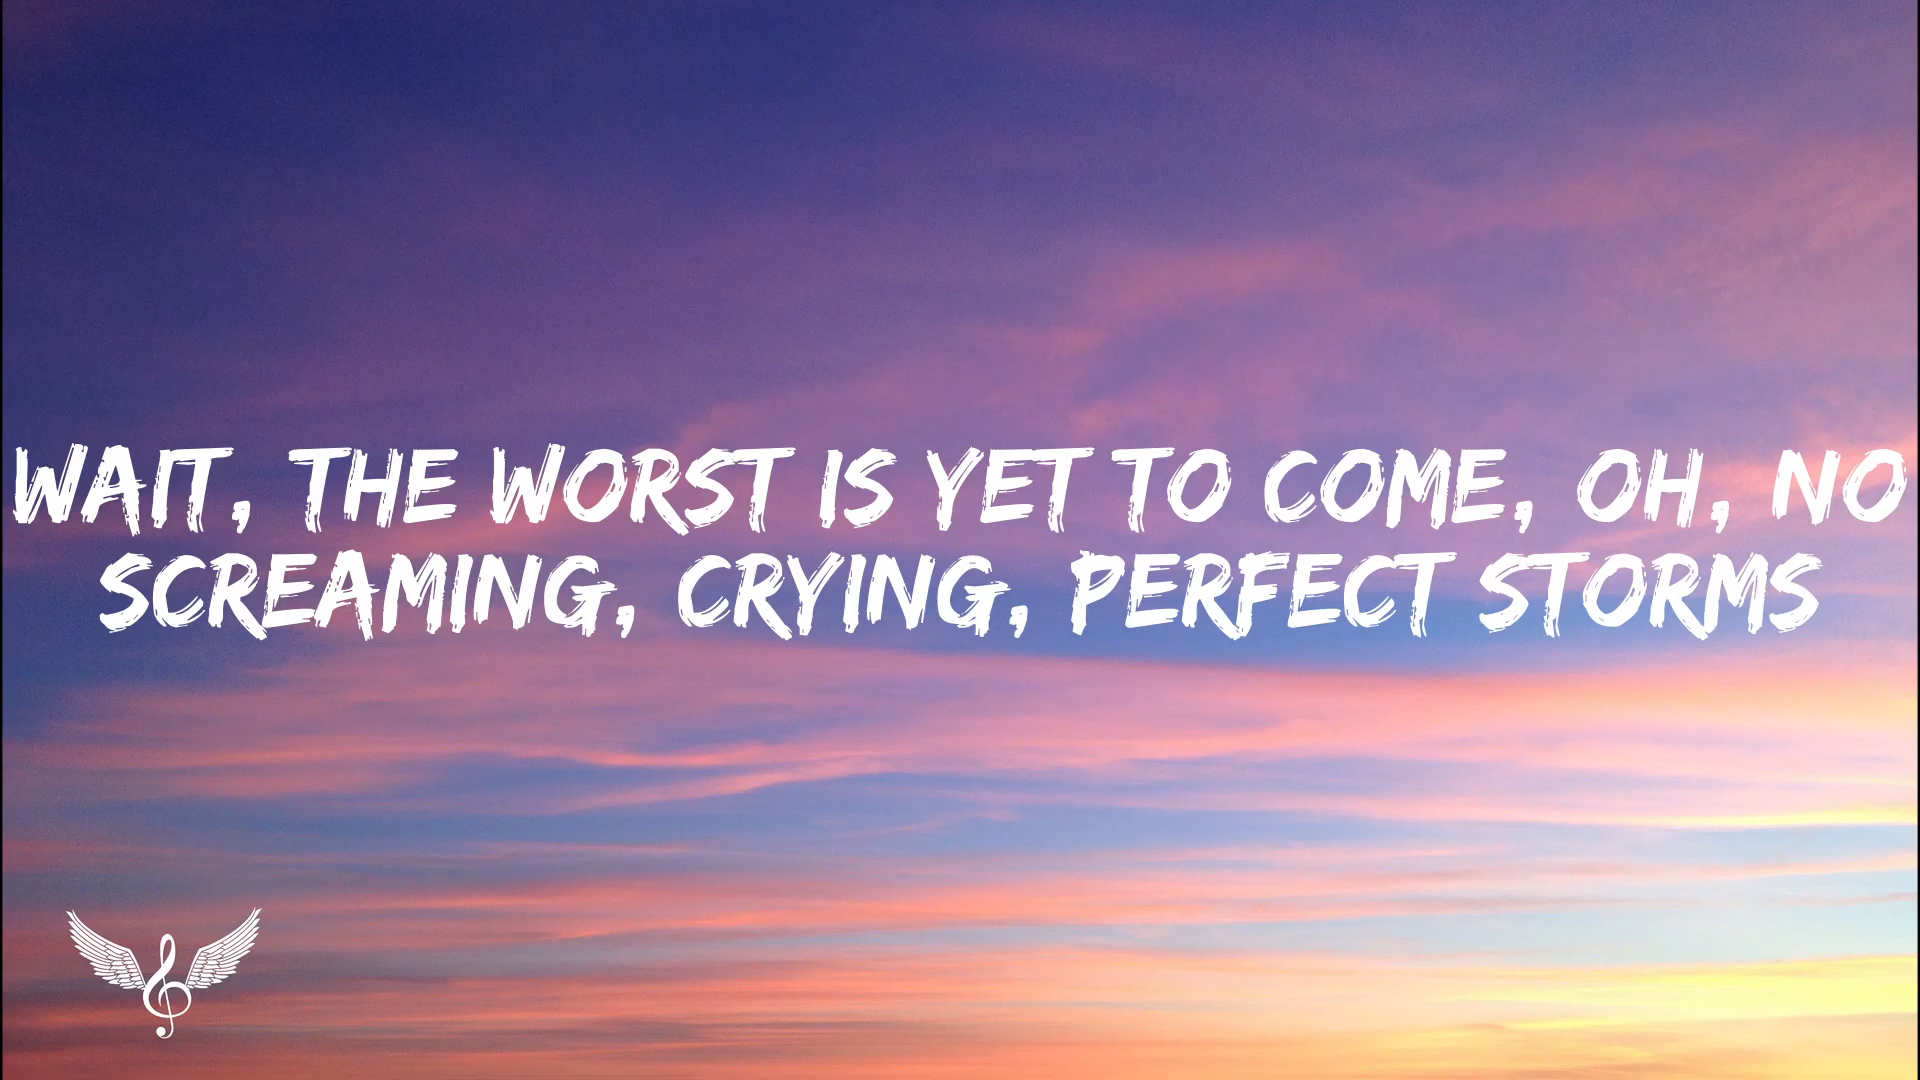 WAIT, THE WORST IS YET TO COME, OH, NO
SCREAMING, CRYING, PERFECT STORMS